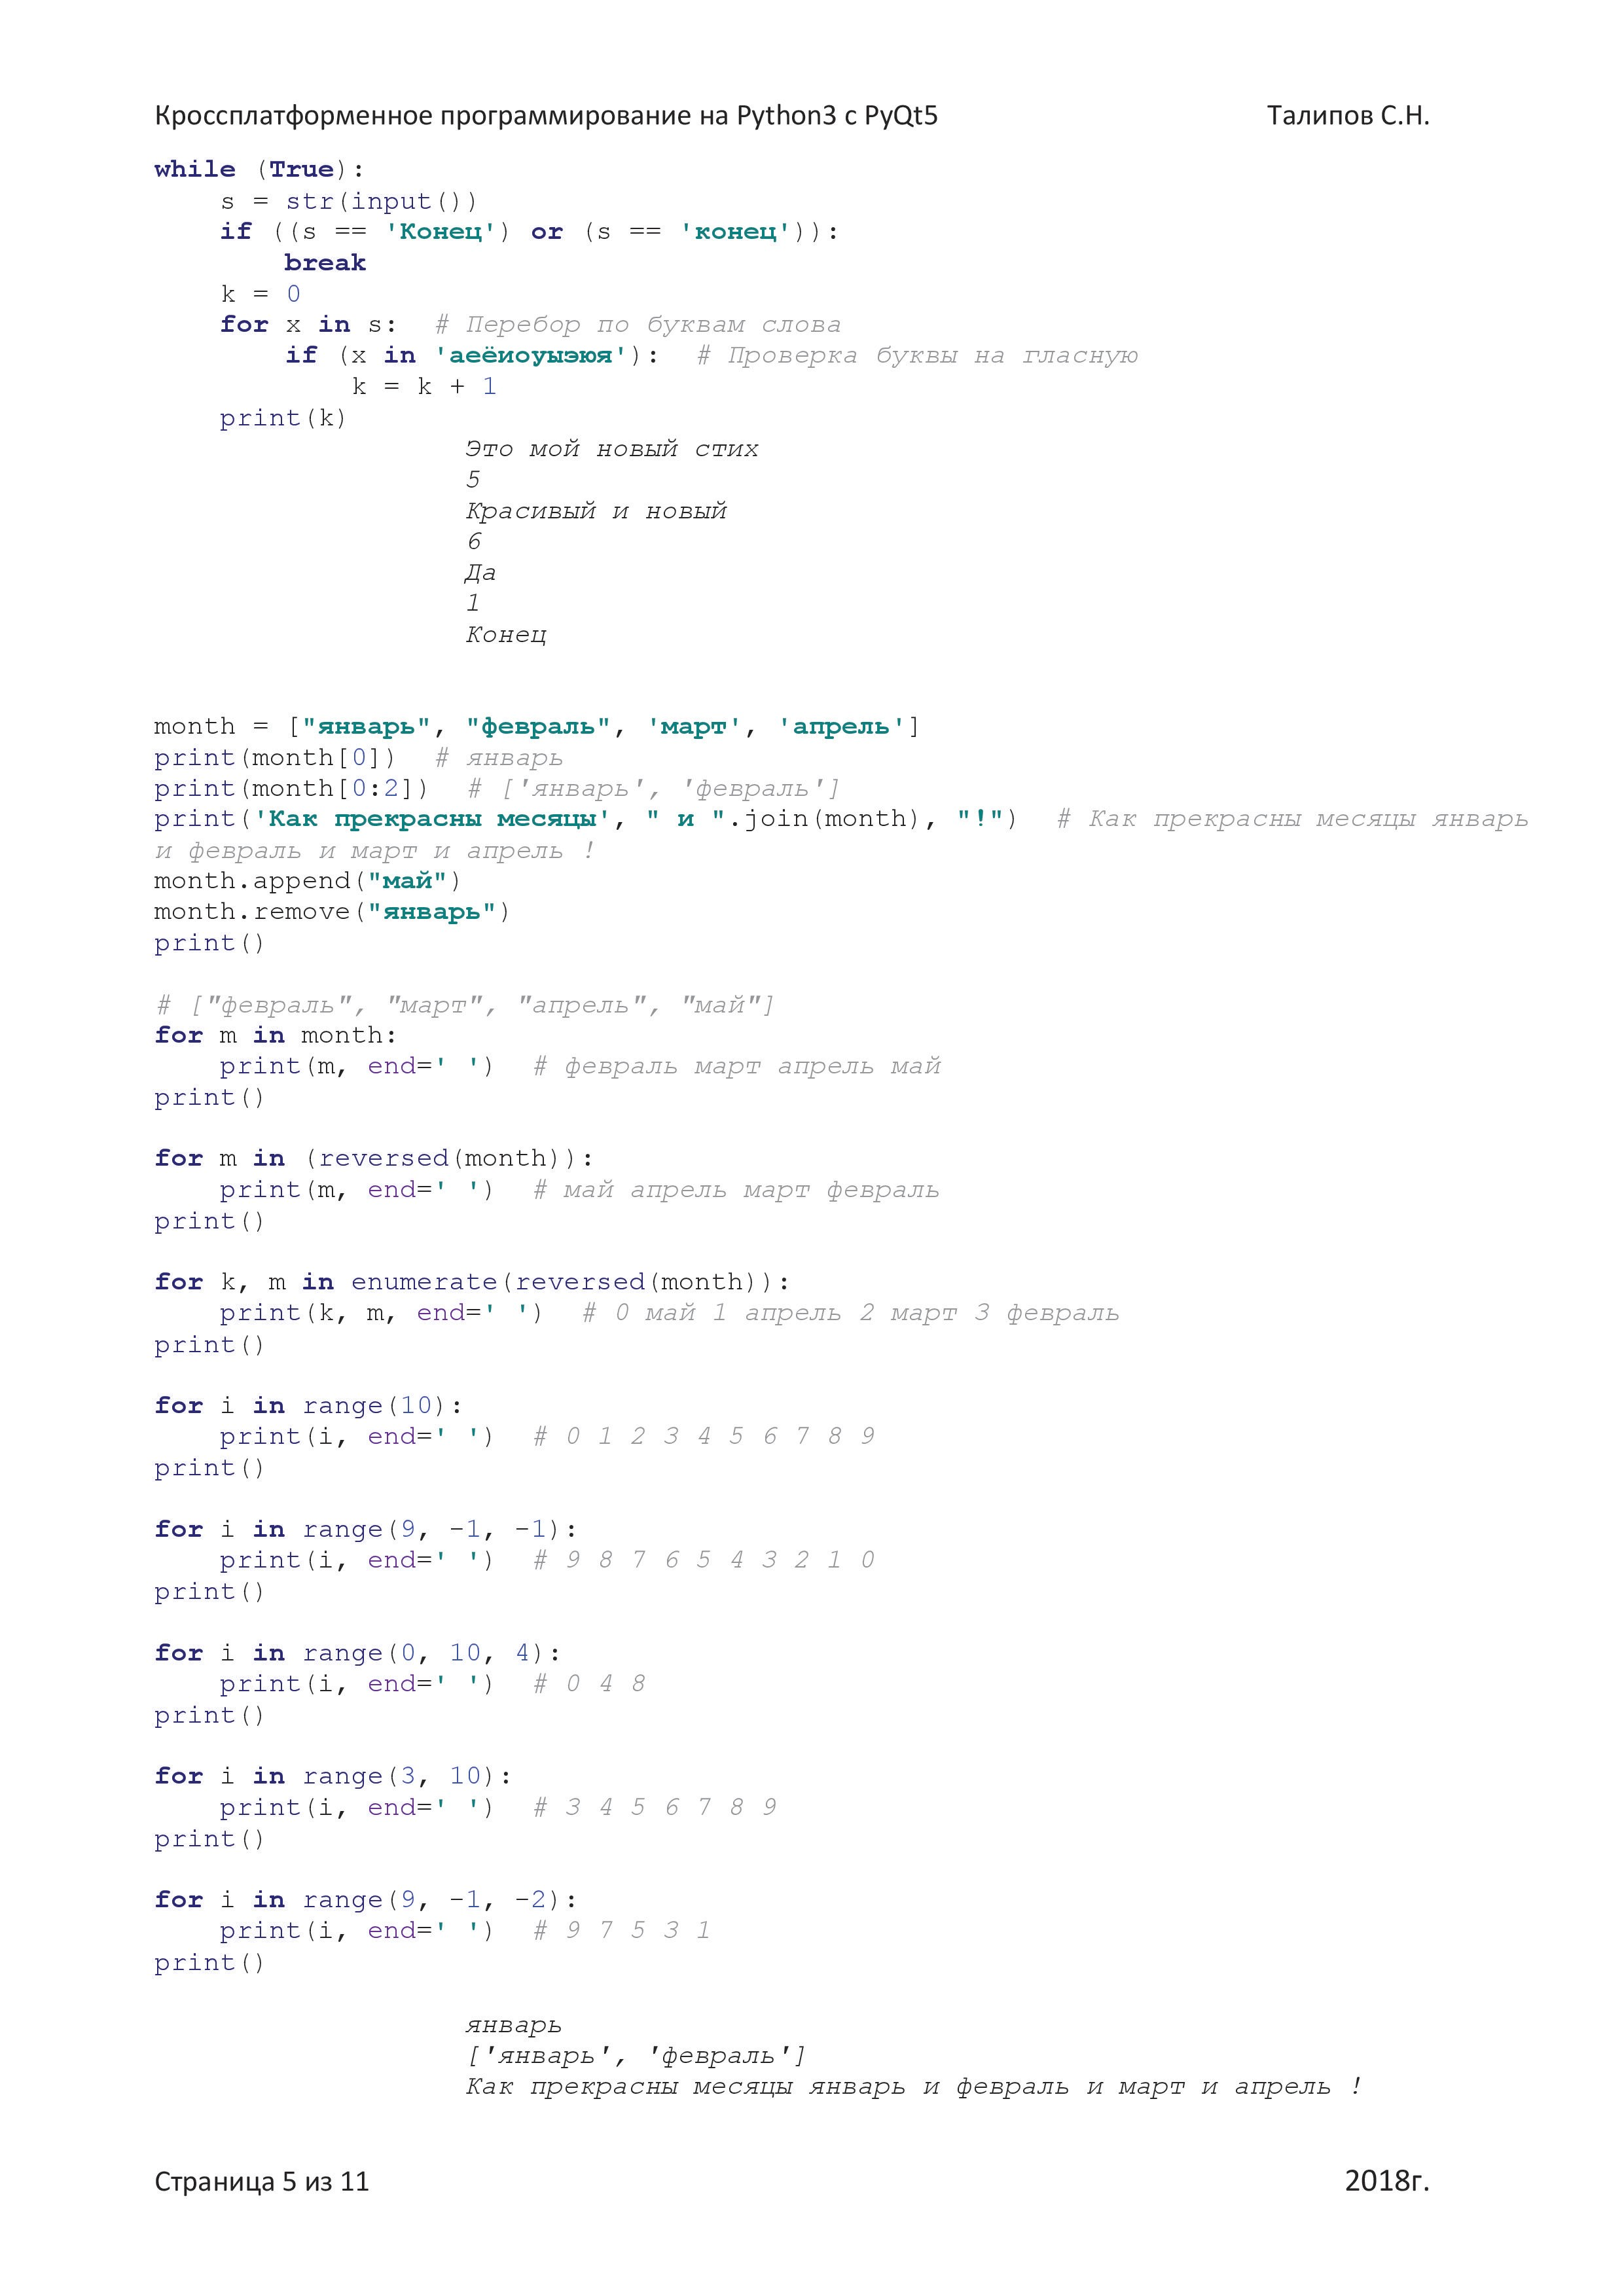 Кроссплатформенное программирование на Python3 с PyQt5 Талипов С.Н.
while (True):
    s = str(input())
    if ((s == 'Конец') or (s == 'конец')):
        break
    k = 0
    for x in s:  # Перебор по буквам слова
        if (x in 'аеёиоуыэюя'):  # Проверка буквы на гласную
            k = k + 1
    print(k)
Это мой новый стих
5
Красивый и новый
6
Да
1
Конец
month = ["январь", "февраль", 'март', 'апрель']
print(month[0])  # январь
print(month[0:2])  # ['январь', 'февраль']
print('Как прекрасны месяцы', " и ".join(month), "!")  # Как прекрасны месяцы январь
и февраль и март и апрель !
month.append("май")
month.remove("январь")
print()
# ["февраль", "март", "апрель", "май"]
for m in month:
    print(m, end=' ')  # февраль март апрель май
print()
for m in (reversed(month)):
    print(m, end=' ')  # май апрель март февраль
print()
for k, m in enumerate(reversed(month)):
    print(k, m, end=' ')  # 0 май 1 апрель 2 март 3 февраль
print()
for i in range(10):
    print(i, end=' ')  # 0 1 2 3 4 5 6 7 8 9
print()
for i in range(9, -1, -1):
    print(i, end=' ')  # 9 8 7 6 5 4 3 2 1 0
print()
for i in range(0, 10, 4):
    print(i, end=' ')  # 0 4 8
print()
for i in range(3, 10):
    print(i, end=' ')  # 3 4 5 6 7 8 9
print()
for i in range(9, -1, -2):
    print(i, end=' ')  # 9 7 5 3 1
print()
январь
['январь', 'февраль']
Как прекрасны месяцы январь и февраль и март и апрель !
Страница 5 из 11 2018г.